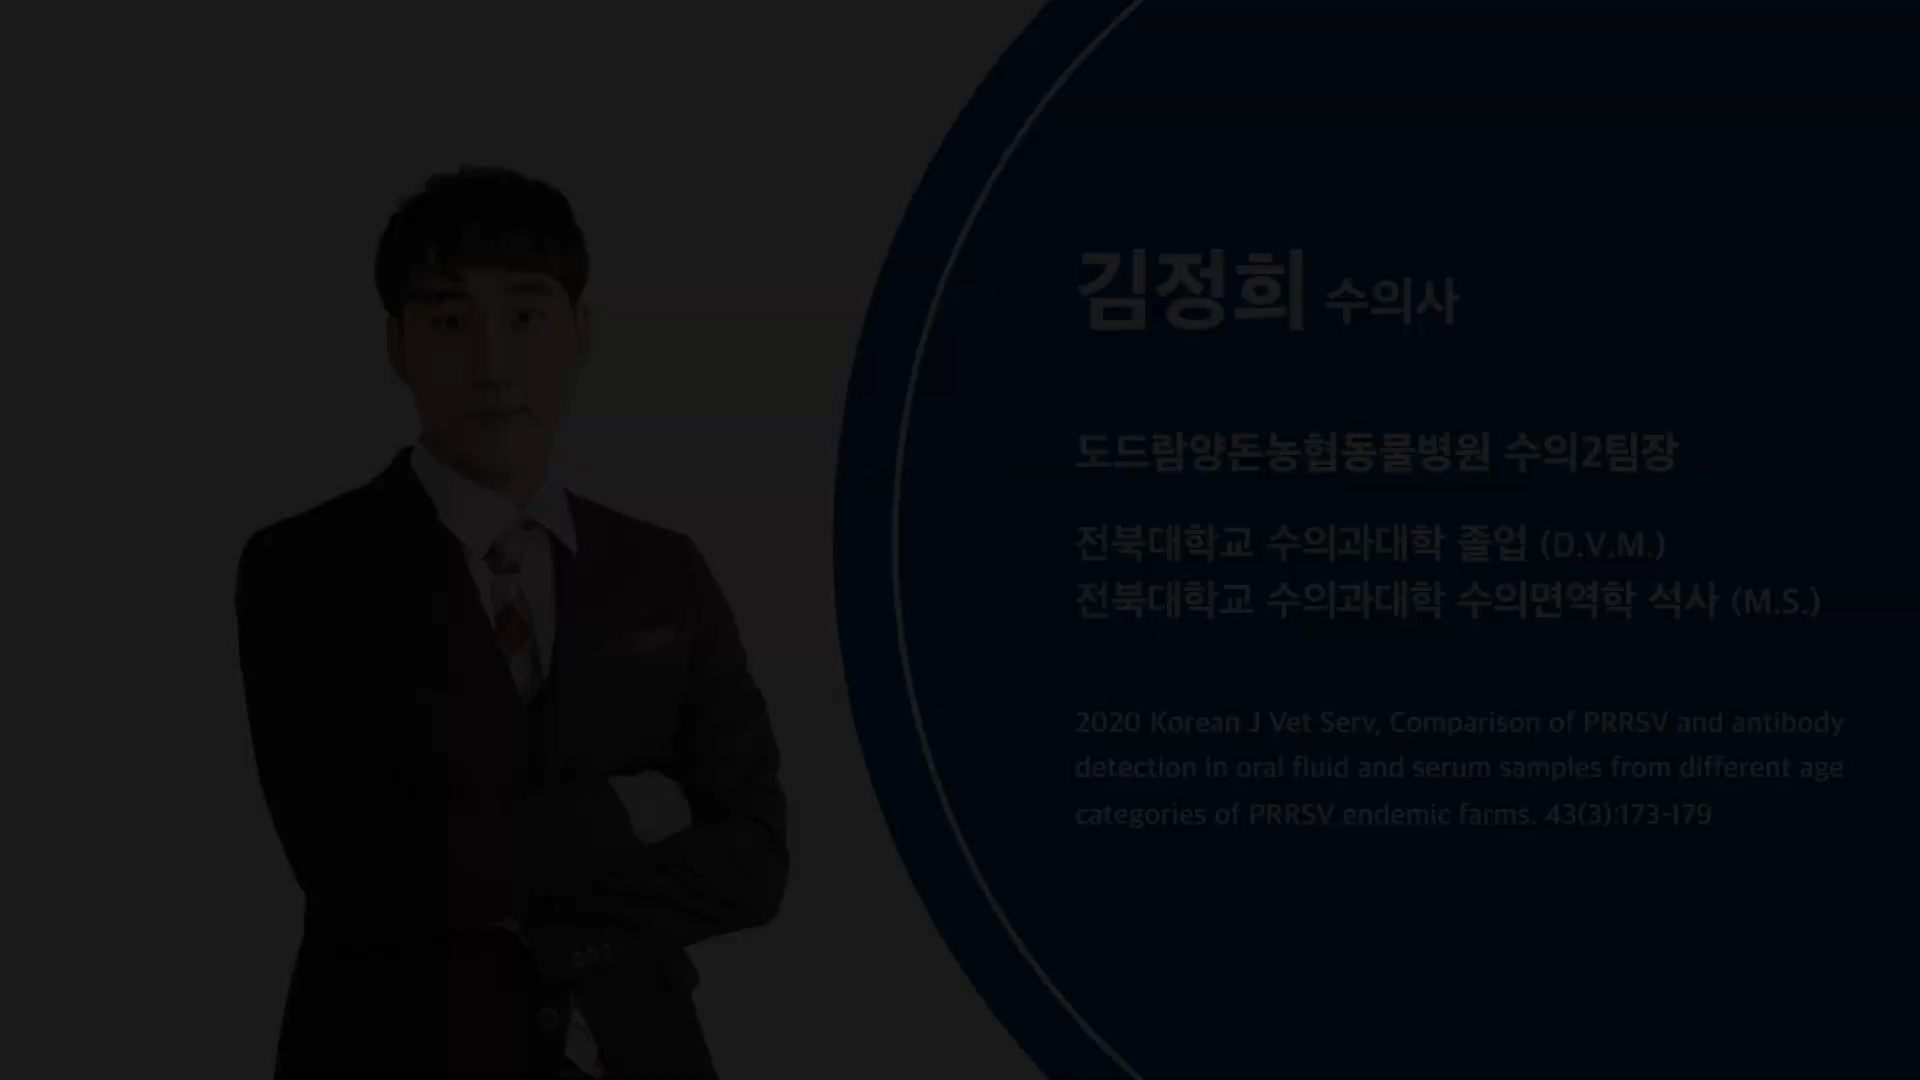 김정희 수의사
도드람양돈농협동물병원 수의2팀장
전북대학교 수의과대학 졸업 (D.V.M.)
전북대학교 수의과대학 수의면역학 석사 (M.S.)
2020 Korean J Vet Serv, Comparison of PRRSV and antibody
detection in oral fluid and serum samples from different age
categories of PRRSV endemic farms. 43(3):173-179